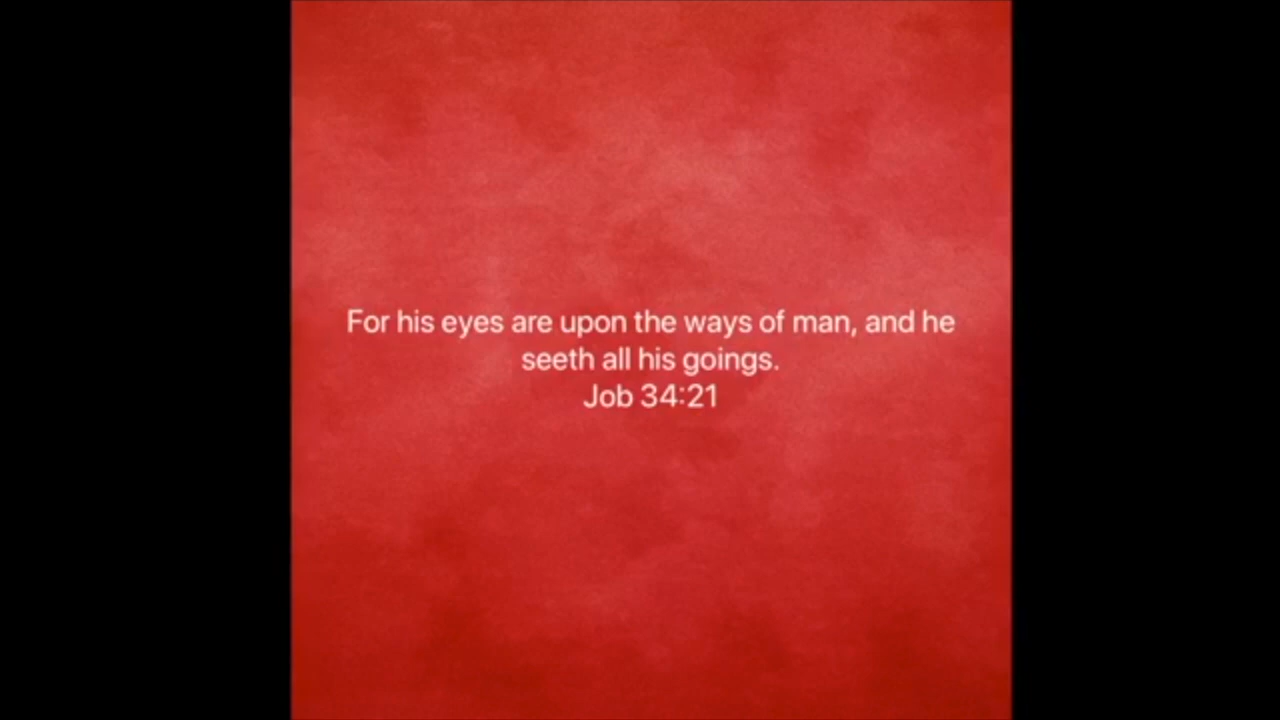 For his eyes are upon the ways of man, and he
seeth all his goings.
Job 34:21